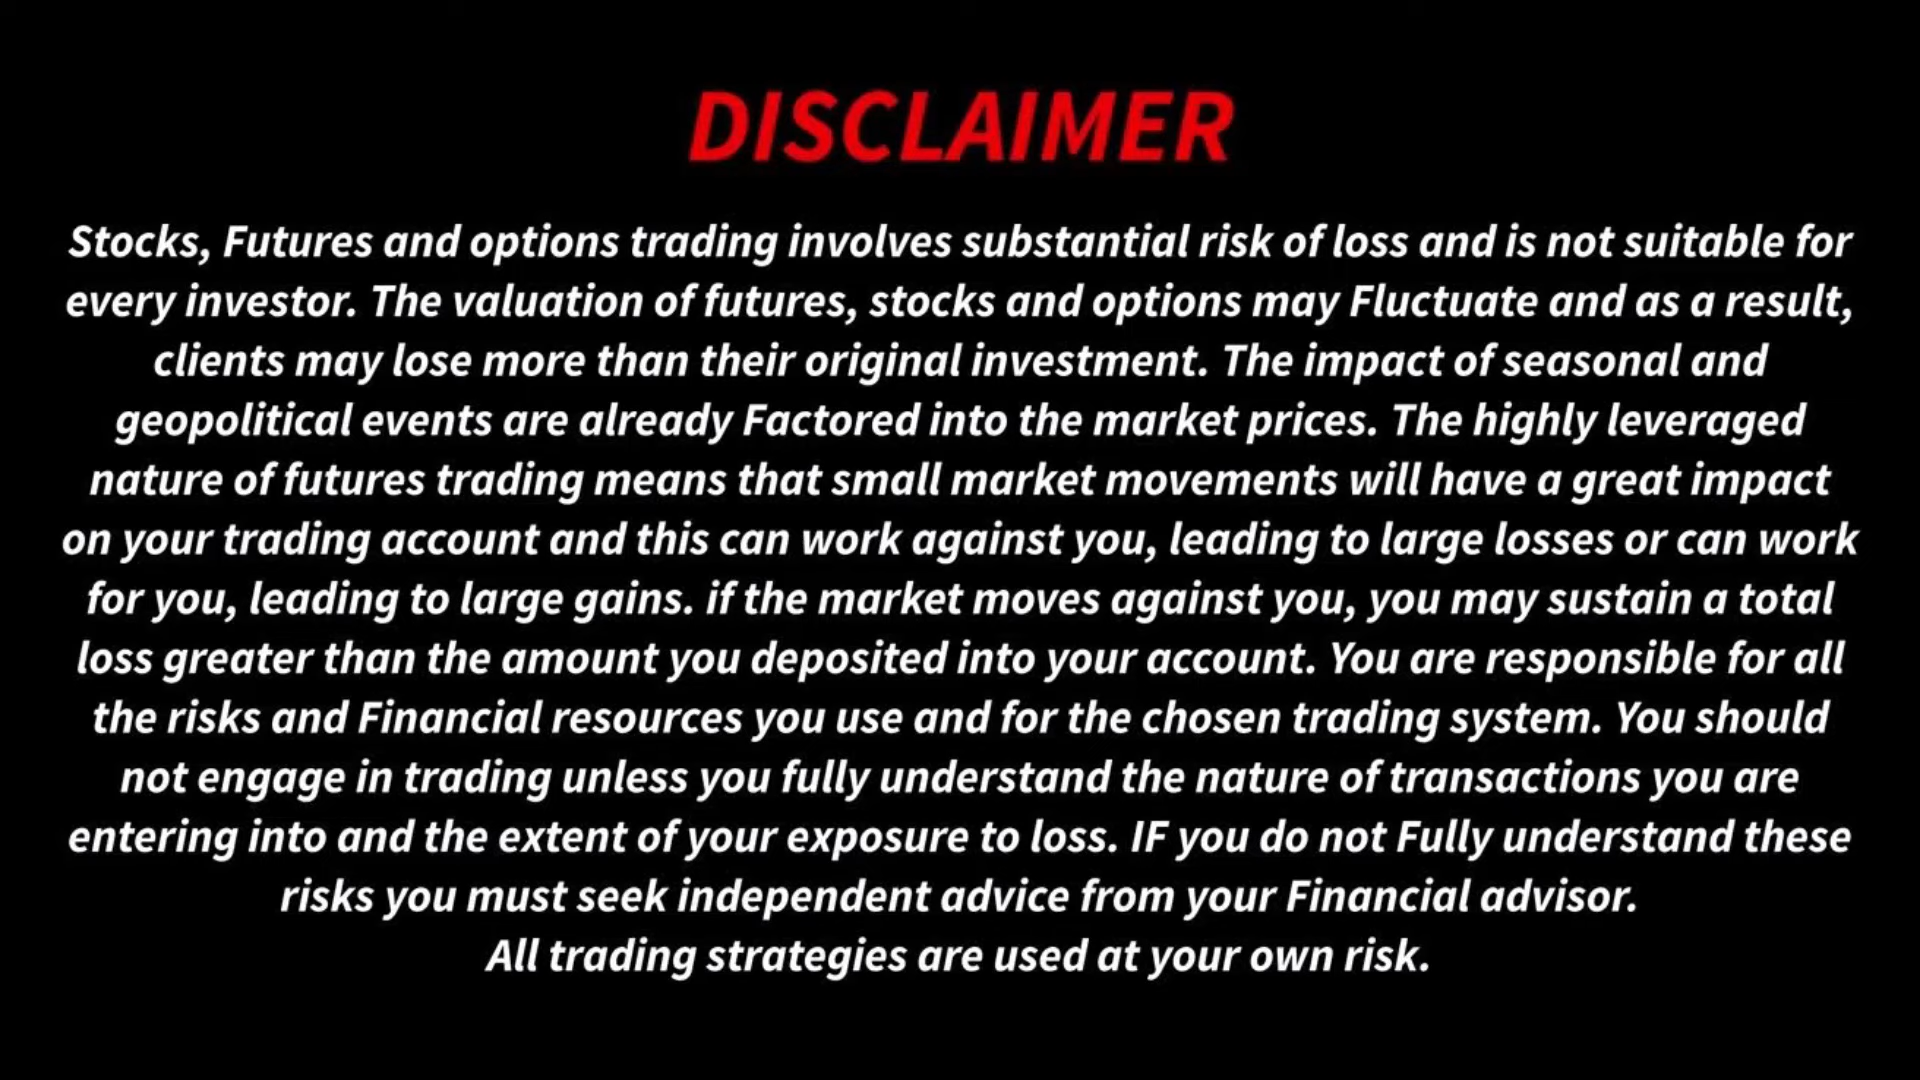 DISCLAIMER
Stocks, Futures and options trading involves substantial risk of loss and is not suitable for
every investor. The valuation of futures, stocks and options may Fluctuate and as a result,
clients may lose more than their original investment. The impact of seasonal and
geopolitical events are already Factored into the market prices. The highly leveraged
nature of futures trading means that small market movements will have a great impact
on your trading account and this can work against you, leading to large losses or can work
for you, leading to large gains. if the market moves against you, you may sustain a total
loss greater than the amount you deposited into your account. You are responsible for all
the risks and Financial resources you use and for the chosen trading system. You should
not engage in trading unless you fully understand the nature of transactions you are
entering into and the extent of your exposure to loss. IF you do not Fully understand these
risks you must seek independent advice from your Financial advisor.
All trading strategies are used at your own risk.